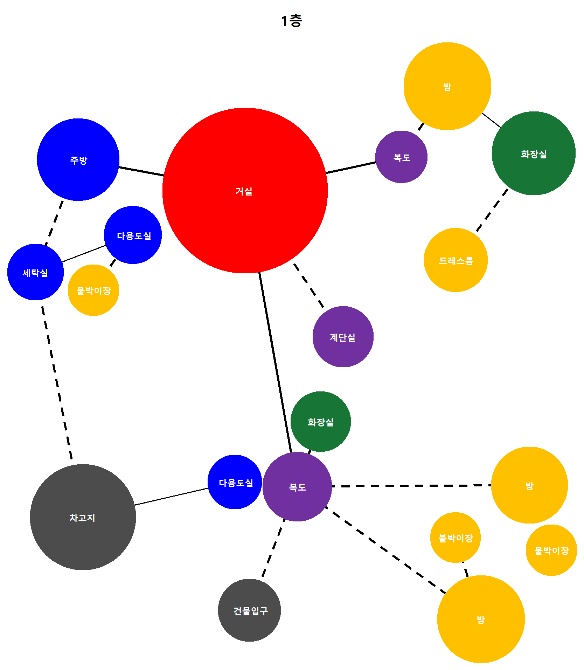 1층
방
화장실
복도
주방
거실
다용도실
드레스룸
세탁실
붙박이장
계단실
화장실
다용도실
복도
방
차고지
붙박이장
붙박이장
건물입구
방